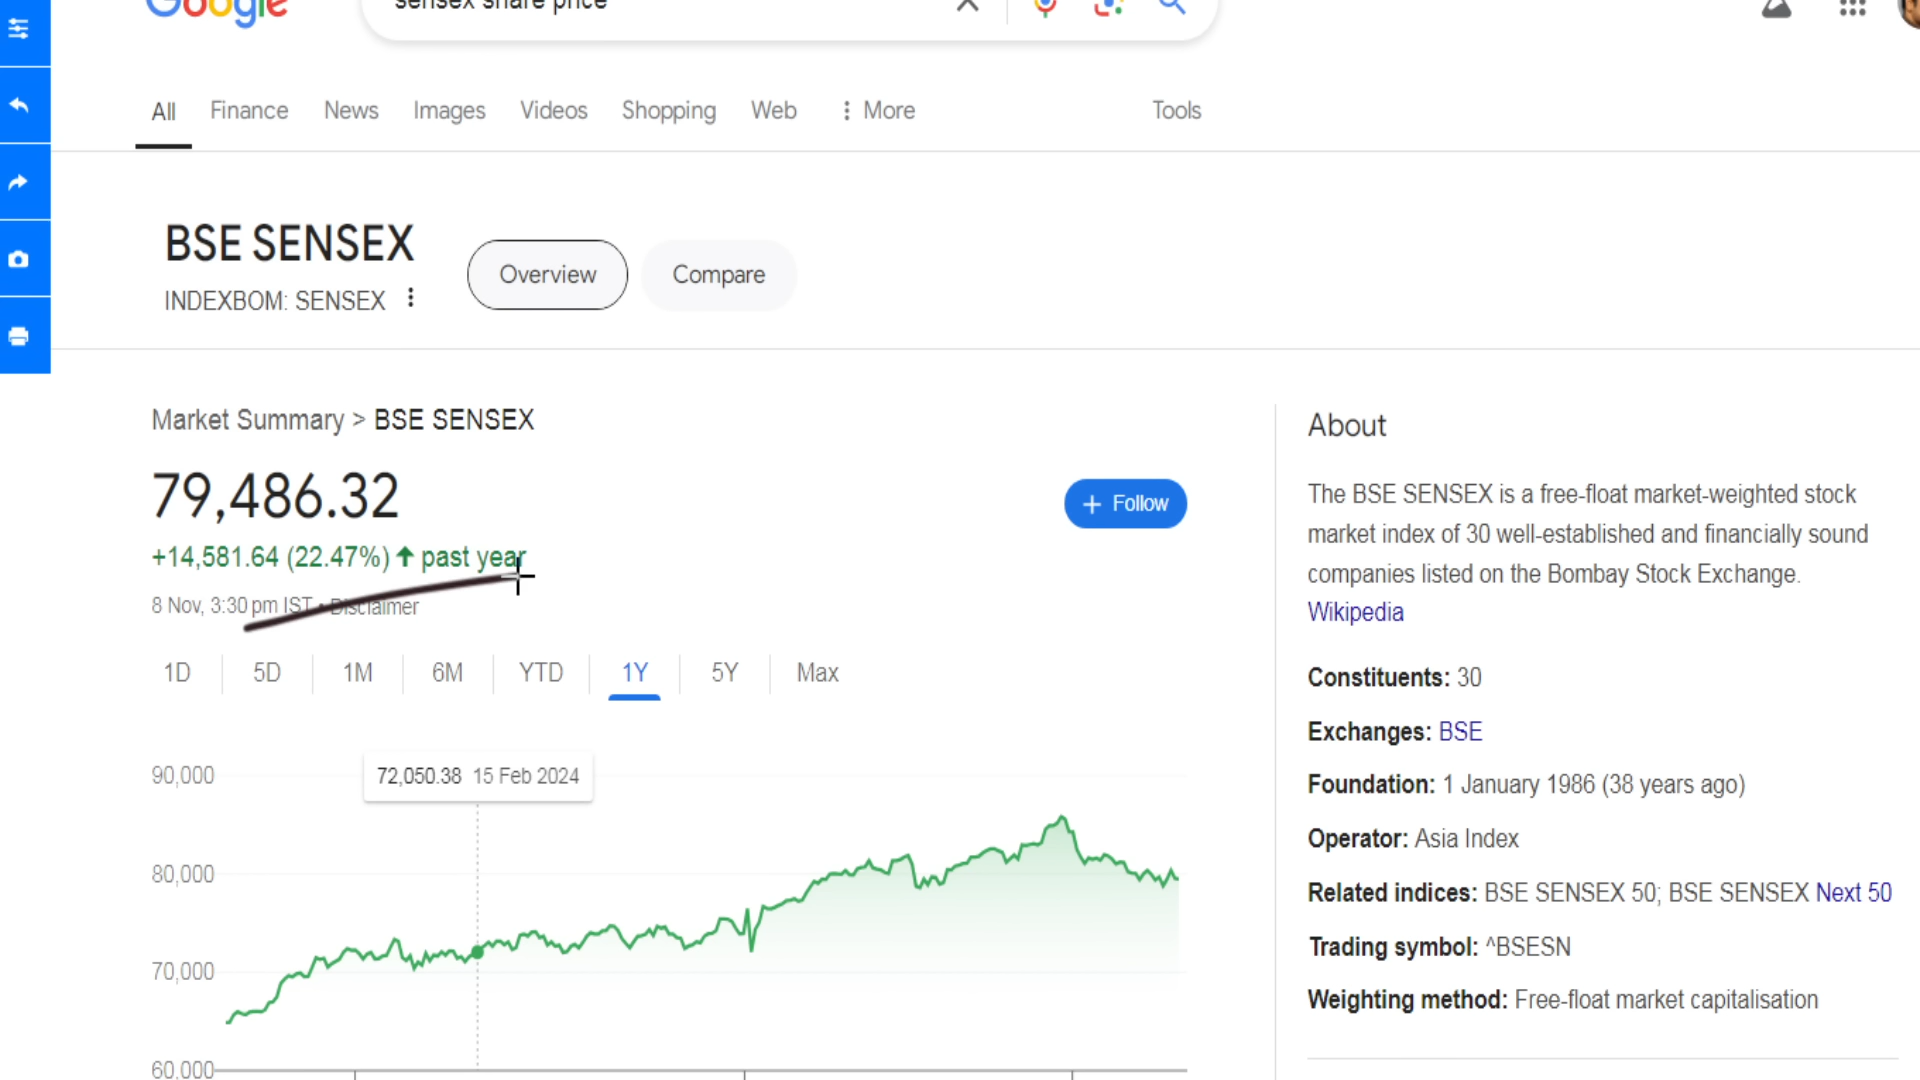 Google
sensex share price
All Finance News Images Videos Shopping Web More Tools
BSE SENSEX
INDEXBOM: SENSEX
Overview Compare
Market Summary > BSE SENSEX
79,486.32
+14,581.64 (22.47%) past year
8 Nov, 3:30 pm IST • Disclaimer
+ Follow
1D 5D 1M 6M YTD 1Y 5Y Max
72,050.38 15 Feb 2024
90,000
80,000
70,000
60,000
About
The BSE SENSEX is a free-float market-weighted stock
market index of 30 well-established and financially sound
companies listed on the Bombay Stock Exchange.
Wikipedia
Constituents: 30
Exchanges: BSE
Foundation: 1 January 1986 (38 years ago)
Operator: Asia Index
Related indices: BSE SENSEX 50; BSE SENSEX Next 50
Trading symbol: ^BSESN
Weighting method: Free-float market capitalisation